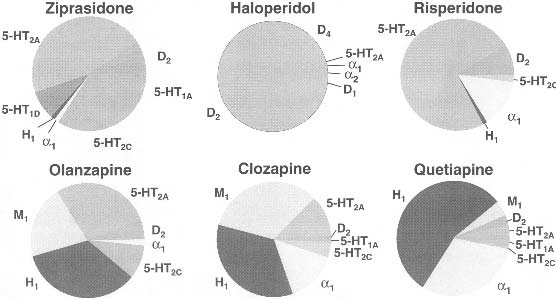 Ziprasidone
5-HT2A
D2
5-HT1A
5-HT2C
α1
H1
5-HT1D
Haloperidol
D4
5-HT2A
α1
α2
D1
D2
Risperidone
5-HT2A
D2
5-HT2C
α1
H1
Olanzapine
5-HT2A
M1
D2
α1
5-HT2C
H1
Clozapine
M1
5-HT2A
D2
5-HT1A
5-HT2C
α1
H1
Quetiapine
H1
M1
D2
5-HT2A
5-HT1A
5-HT2C
α1